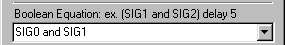 Boolean Equation: ex. (SIG1 and SIG2) delay 5
SIG0 and SIG1